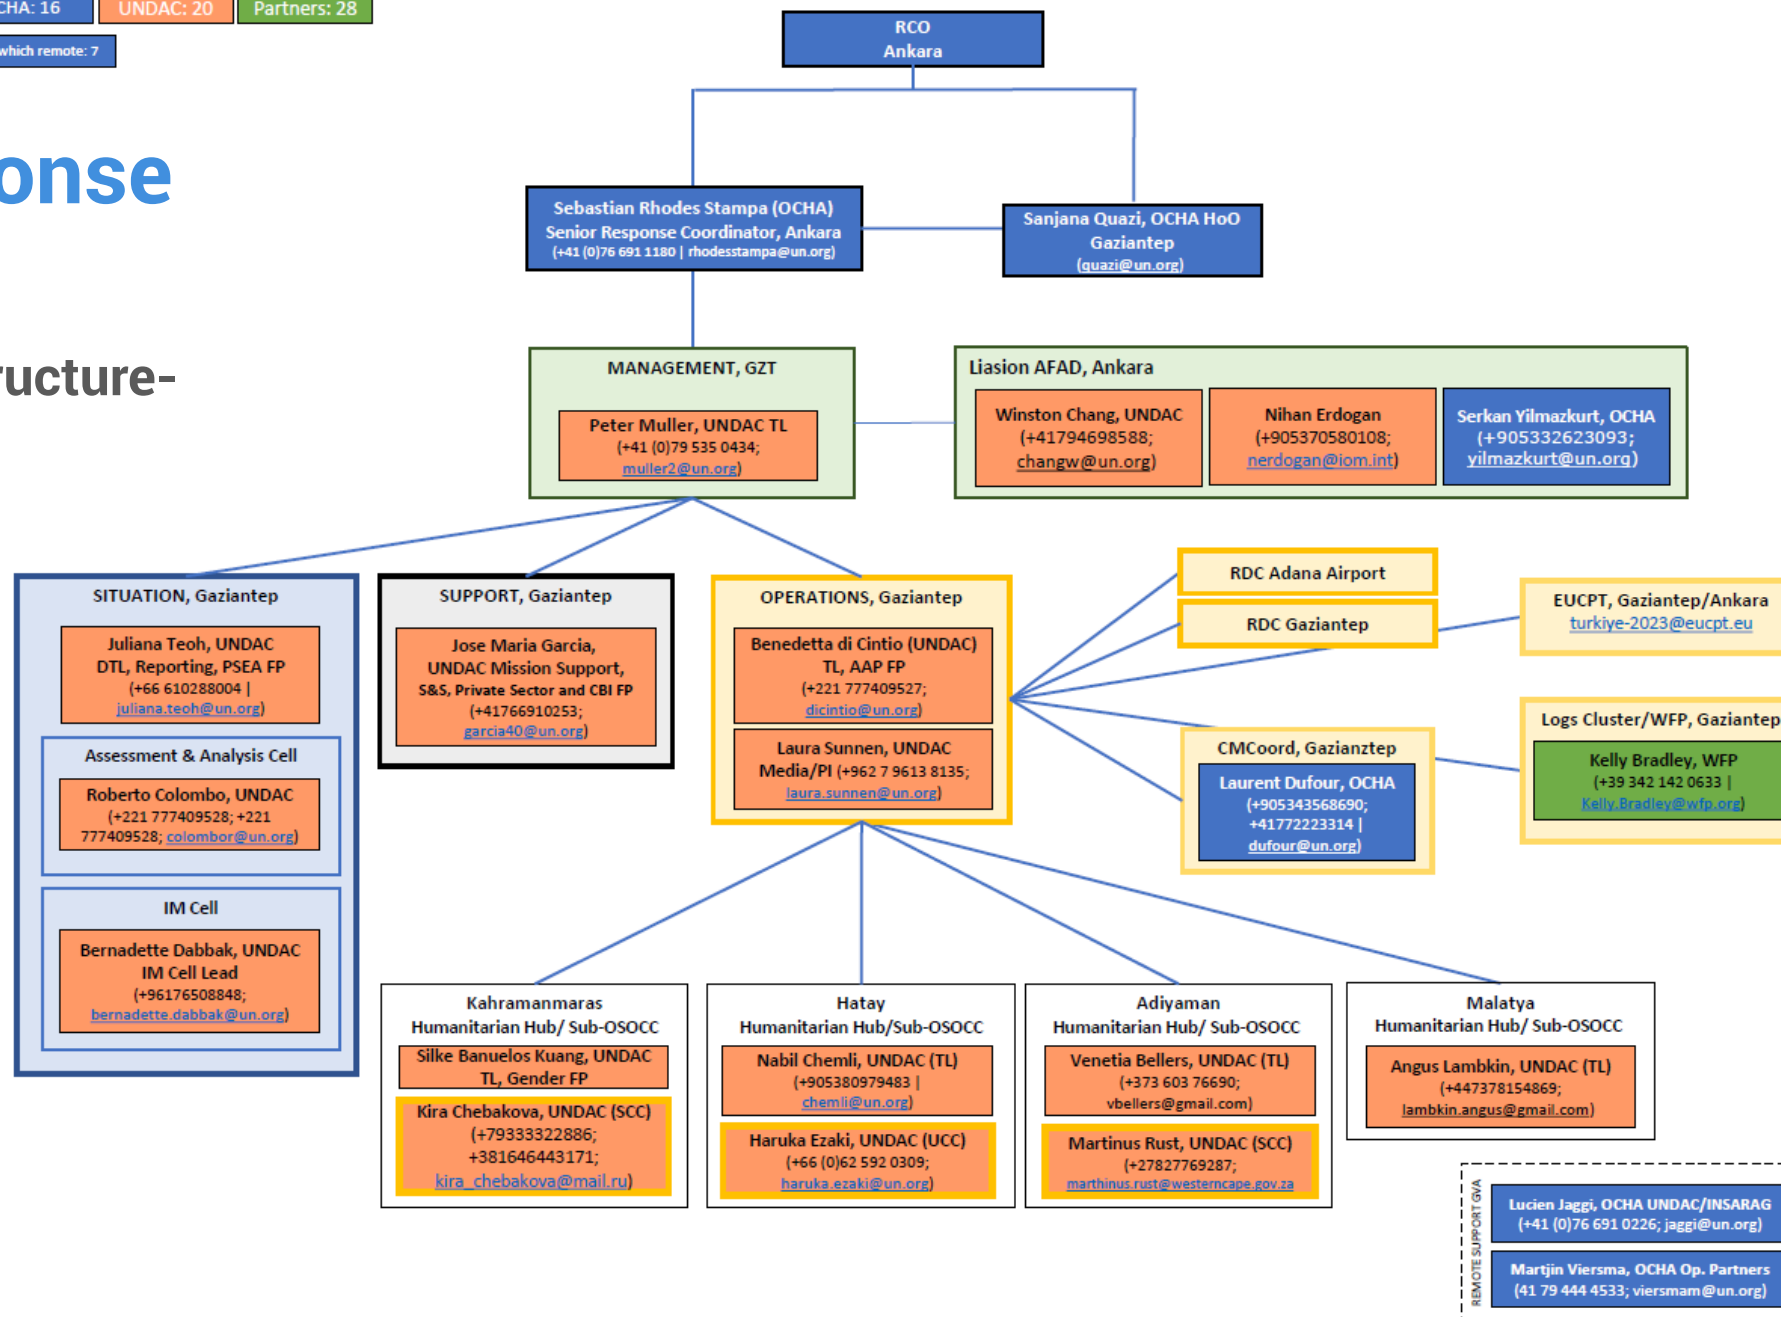 CHA: 16
UNDAC: 20
Partners: 28
which remote: 7
onse
ructure-
RCO
Ankara
Sebastian Rhodes Stampa (OCHA)
Senior Response Coordinator, Ankara
(+41 (0)76 691 1180 | rhodesstampa@un.org)
Sanjana Quazi, OCHA HoO
Gaziantep
(quazi@un.org)
MANAGEMENT, GZT
Peter Muller, UNDAC TL
(+41 (0)79 535 0434;
muller2@un.org)
Liasion AFAD, Ankara
Winston Chang, UNDAC
(+41794698588;
changw@un.org)
Nihan Erdogan
(+905370580108;
nerdogan@iom.int)
Serkan Yilmazkurt, OCHA
(+905332623093;
yilmazkurt@un.org)
SITUATION, Gaziantep
Juliana Teoh, UNDAC
DTL, Reporting, PSEA FP
(+66 610288004 |
juliana.teoh@un.org)
Assessment & Analysis Cell
Roberto Colombo, UNDAC
(+221 777409528; +221
777409528; colombor@un.org)
IM Cell
Bernadette Dabbak, UNDAC
IM Cell Lead
(+96176508848;
bernadette.dabbak@un.org)
SUPPORT, Gaziantep
Jose Maria Garcia,
UNDAC Mission Support,
S&S, Private Sector and CBI FP
(+41766910253;
garcia40@un.org)
OPERATIONS, Gaziantep
Benedetta di Cintio (UNDAC)
TL, AAP FP
(+221 777409527;
dicintio@un.org)
Laura Sunnen, UNDAC
Media/PI (+962 7 9613 8135;
laura.sunnen@un.org)
RDC Adana Airport
RDC Gaziantep
EUCPT, Gaziantep/Ankara
turkiye-2023@eucpt.eu
CMCoord, Gazianztep
Laurent Dufour, OCHA
(+905343568690;
+41772223314 |
dufour@un.org)
Logs Cluster/WFP, Gaziantep
Kelly Bradley, WFP
(+39 342 142 0633 |
Kelly.Bradley@wfp.org)
Kahramanmaras
Humanitarian Hub/ Sub-OSOCC
Silke Banuelos Kuang, UNDAC
TL, Gender FP
Kira Chebakova, UNDAC (SCC)
(+79333322886;
+381646443171;
kira_chebakova@mail.ru)
Hatay
Humanitarian Hub/Sub-OSOCC
Nabil Chemli, UNDAC (TL)
(+905380979483 |
chemli@un.org)
Haruka Ezaki, UNDAC (UCC)
(+66 (0)62 592 0309;
haruka.ezaki@un.org)
Adiyaman
Humanitarian Hub/ Sub-OSOCC
Venetia Bellers, UNDAC (TL)
(+373 603 76690;
vbellers@gmail.com)
Martinus Rust, UNDAC (SCC)
(+27827769287;
marthinus.rust@westerncape.gov.za
Malatya
Humanitarian Hub/ Sub-OSOCC
Angus Lambkin, UNDAC (TL)
(+447378154869;
lambkin.angus@gmail.com)
REMOTE SUPPORT GVA
Lucien Jaggi, OCHA UNDAC/INSARAG
(+41 (0)76 691 0226; jaggi@un.org)
Martjin Viersma, OCHA Op. Partners
(41 79 444 4533; viersmam@un.org)